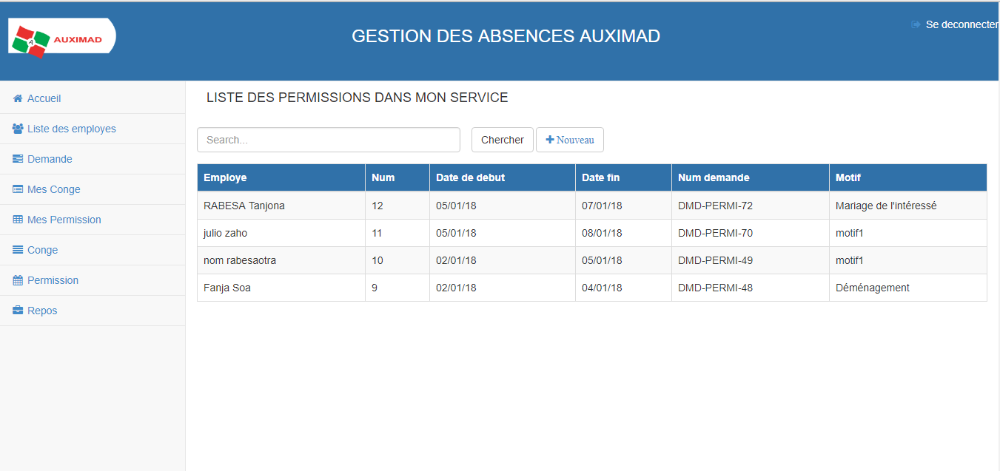 AUXIMAD
GESTION DES ABSENCES AUXIMAD
Se deconnecter
Accueil
Liste des employes
Demande
Mes Conge
Mes Permission
Conge
Permission
Repos
LISTE DES PERMISSIONS DANS MON SERVICE
Search... Chercher Nouveau
Employe Num Date de debut Date fin Num demande Motif
RABESA Tanjona 12 05/01/18 07/01/18 DMD-PERMI-72 Mariage de l'intéressé
julio zaho 11 05/01/18 08/01/18 DMD-PERMI-70 motif1
nom rabesaotra 10 02/01/18 05/01/18 DMD-PERMI-49 motif1
Fanja Soa 9 02/01/18 04/01/18 DMD-PERMI-48 Déménagement